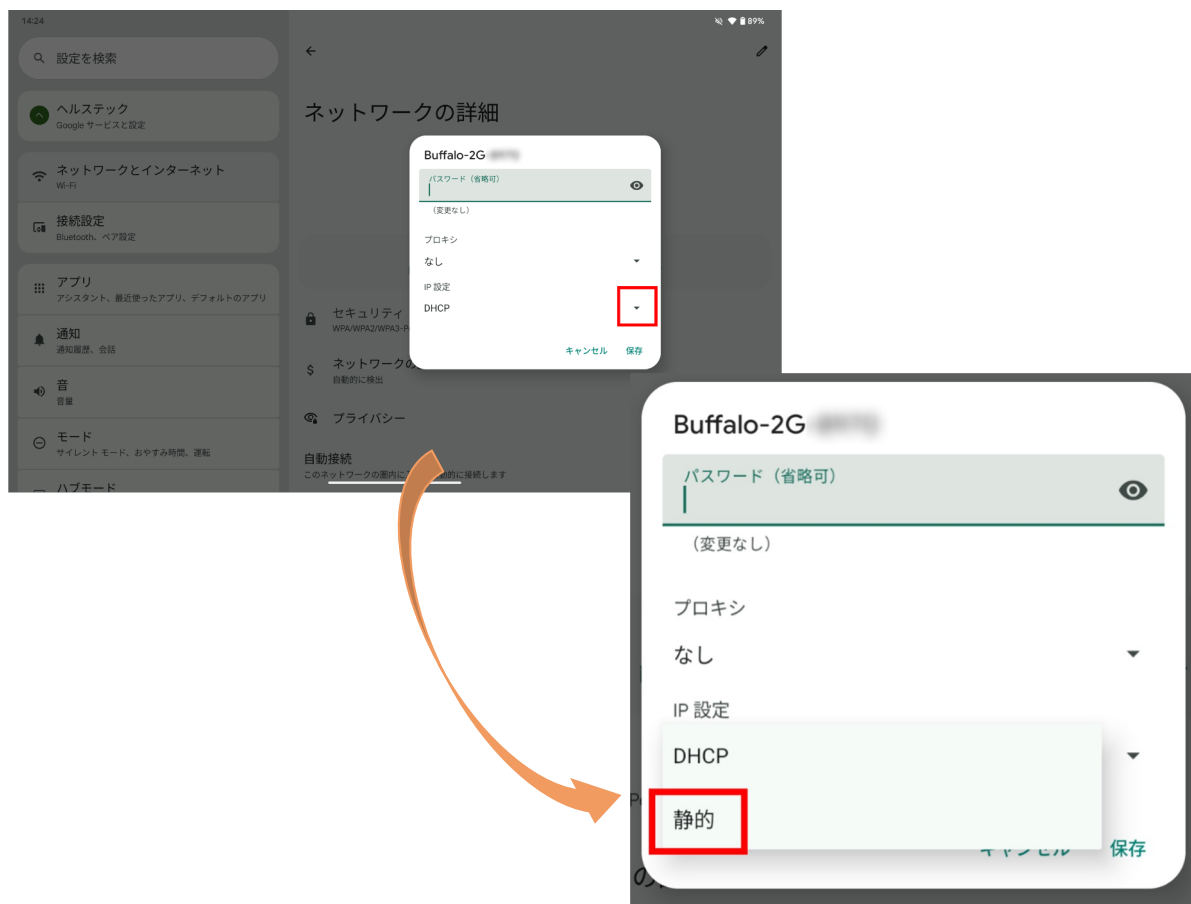 14:24
89%
設定を検索
ヘルステック
Google サービスと設定
ネットワークとインターネット
Wi-Fi
接続設定
Bluetooth、ペア設定
アプリ
アシスタント、最近使ったアプリ、デフォルトのアプリ
通知
通知履歴、会話
音
音量
モード
サイレント モード、おやすみ時間、運転
ハブモード
ネットワークの詳細
Buffalo-2G
パスワード（省略可）
（変更なし）
プロキシ
なし
IP 設定
DHCP
キャンセル 保存
セキュリティ
WPA/WPA2/WPA3-P
ネットワークの
自動的に検出
プライバシー
自動接続
このネットワークの圏内に 動的に接続します
Buffalo-2G
パスワード（省略可）
（変更なし）
プロキシ
なし
IP 設定
DHCP
静的
キャンセル 保存